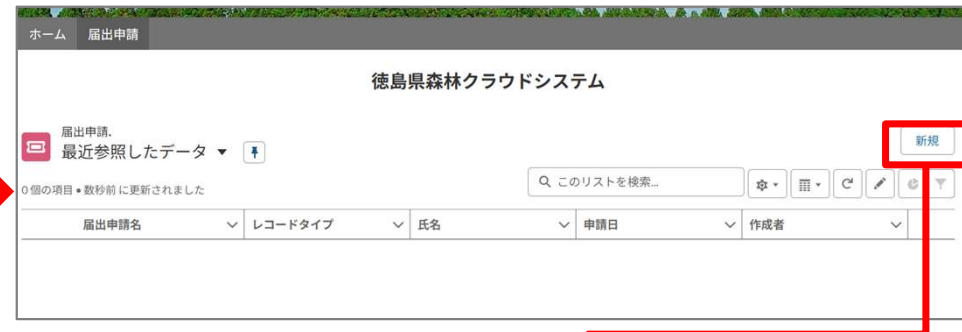 ホーム 届出申請
徳島県森林クラウドシステム
届出申請.
最近参照したデータ
新規
0 個の項目 • 数秒前に更新されました
このリストを検索...
届出申請名 レコードタイプ 氏名 申請日 作成者